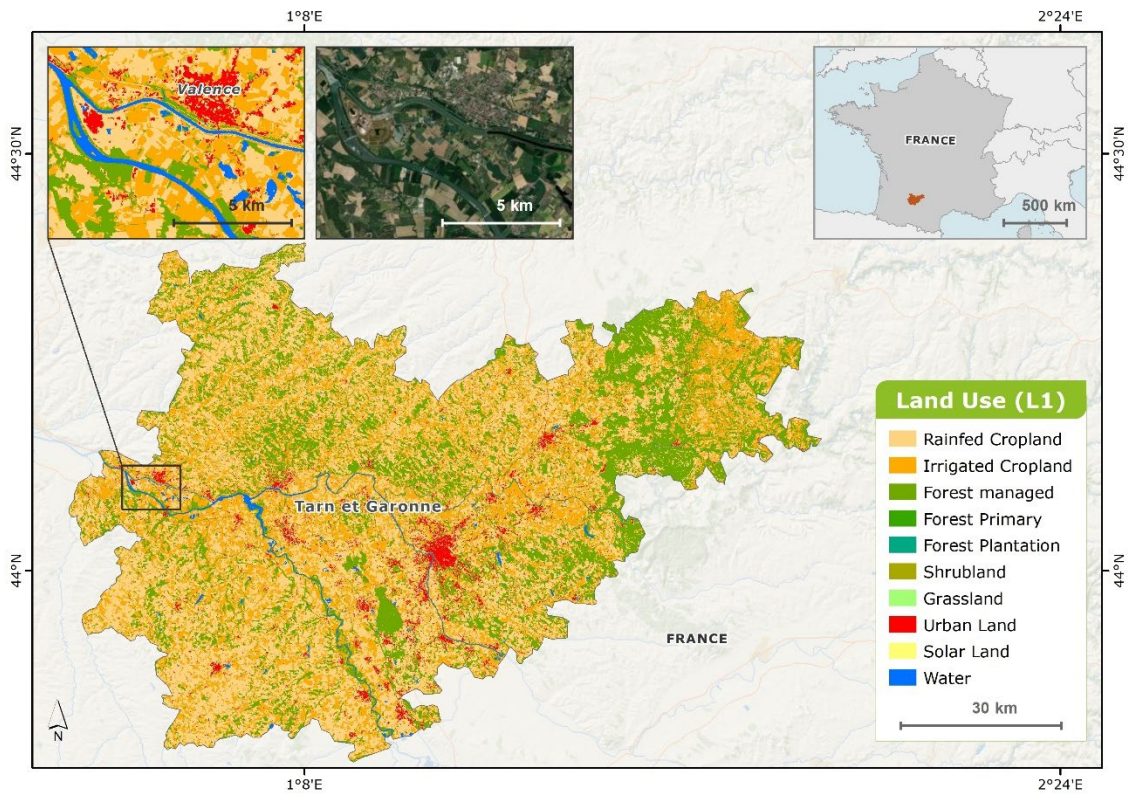 1°8'E
2°24'E
44°30'N
44°30'N
Valence
5 km
5 km
FRANCE
500 km
Land Use (L1)
Rainfed Cropland
Irrigated Cropland
Forest managed
Forest Primary
Forest Plantation
Shrubland
Grassland
Urban Land
Solar Land
Water
30 km
Tarn et Garonne
44°N
44°N
FRANCE
N
1°8'E
2°24'E